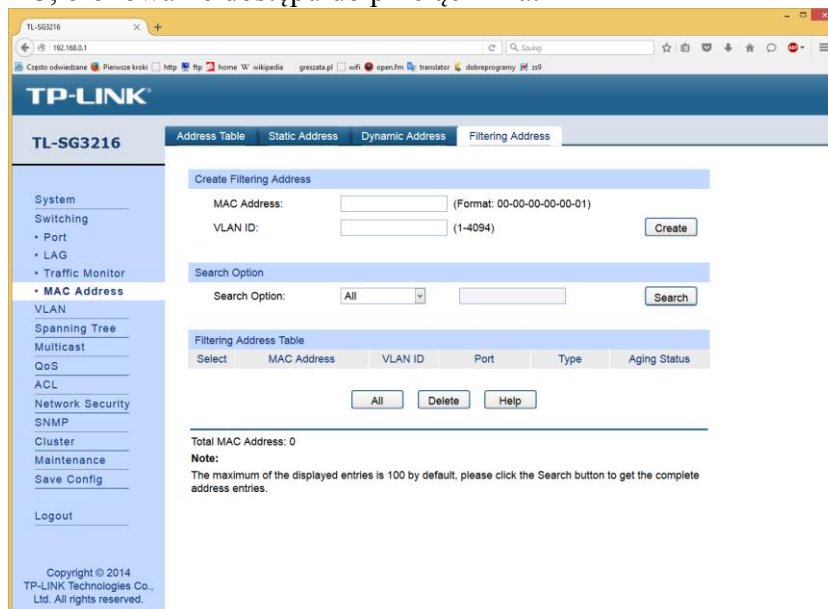 TL-SG3216
192.168.0.1
Szukaj
Często odwiedzane Pierwsze kroki http ftp home W wikipedia greszata.pl wifi open.fm translator dobreprogramy zs9
TP-LINK
TL-SG3216
Address Table Static Address Dynamic Address Filtering Address
Create Filtering Address
MAC Address: (Format: 00-00-00-00-00-01)
VLAN ID: (1-4094) Create
Search Option
Search Option: All Search
Filtering Address Table
Select MAC Address VLAN ID Port Type Aging Status
All Delete Help
Total MAC Address: 0
Note:
The maximum of the displayed entries is 100 by default, please click the Search button to get the complete
address entries.
System
Switching
• Port
• LAG
• Traffic Monitor
• MAC Address
VLAN
Spanning Tree
Multicast
QoS
ACL
Network Security
SNMP
Cluster
Maintenance
Save Config
Logout
Copyright © 2014
TP-LINK Technologies Co.,
Ltd. All rights reserved.